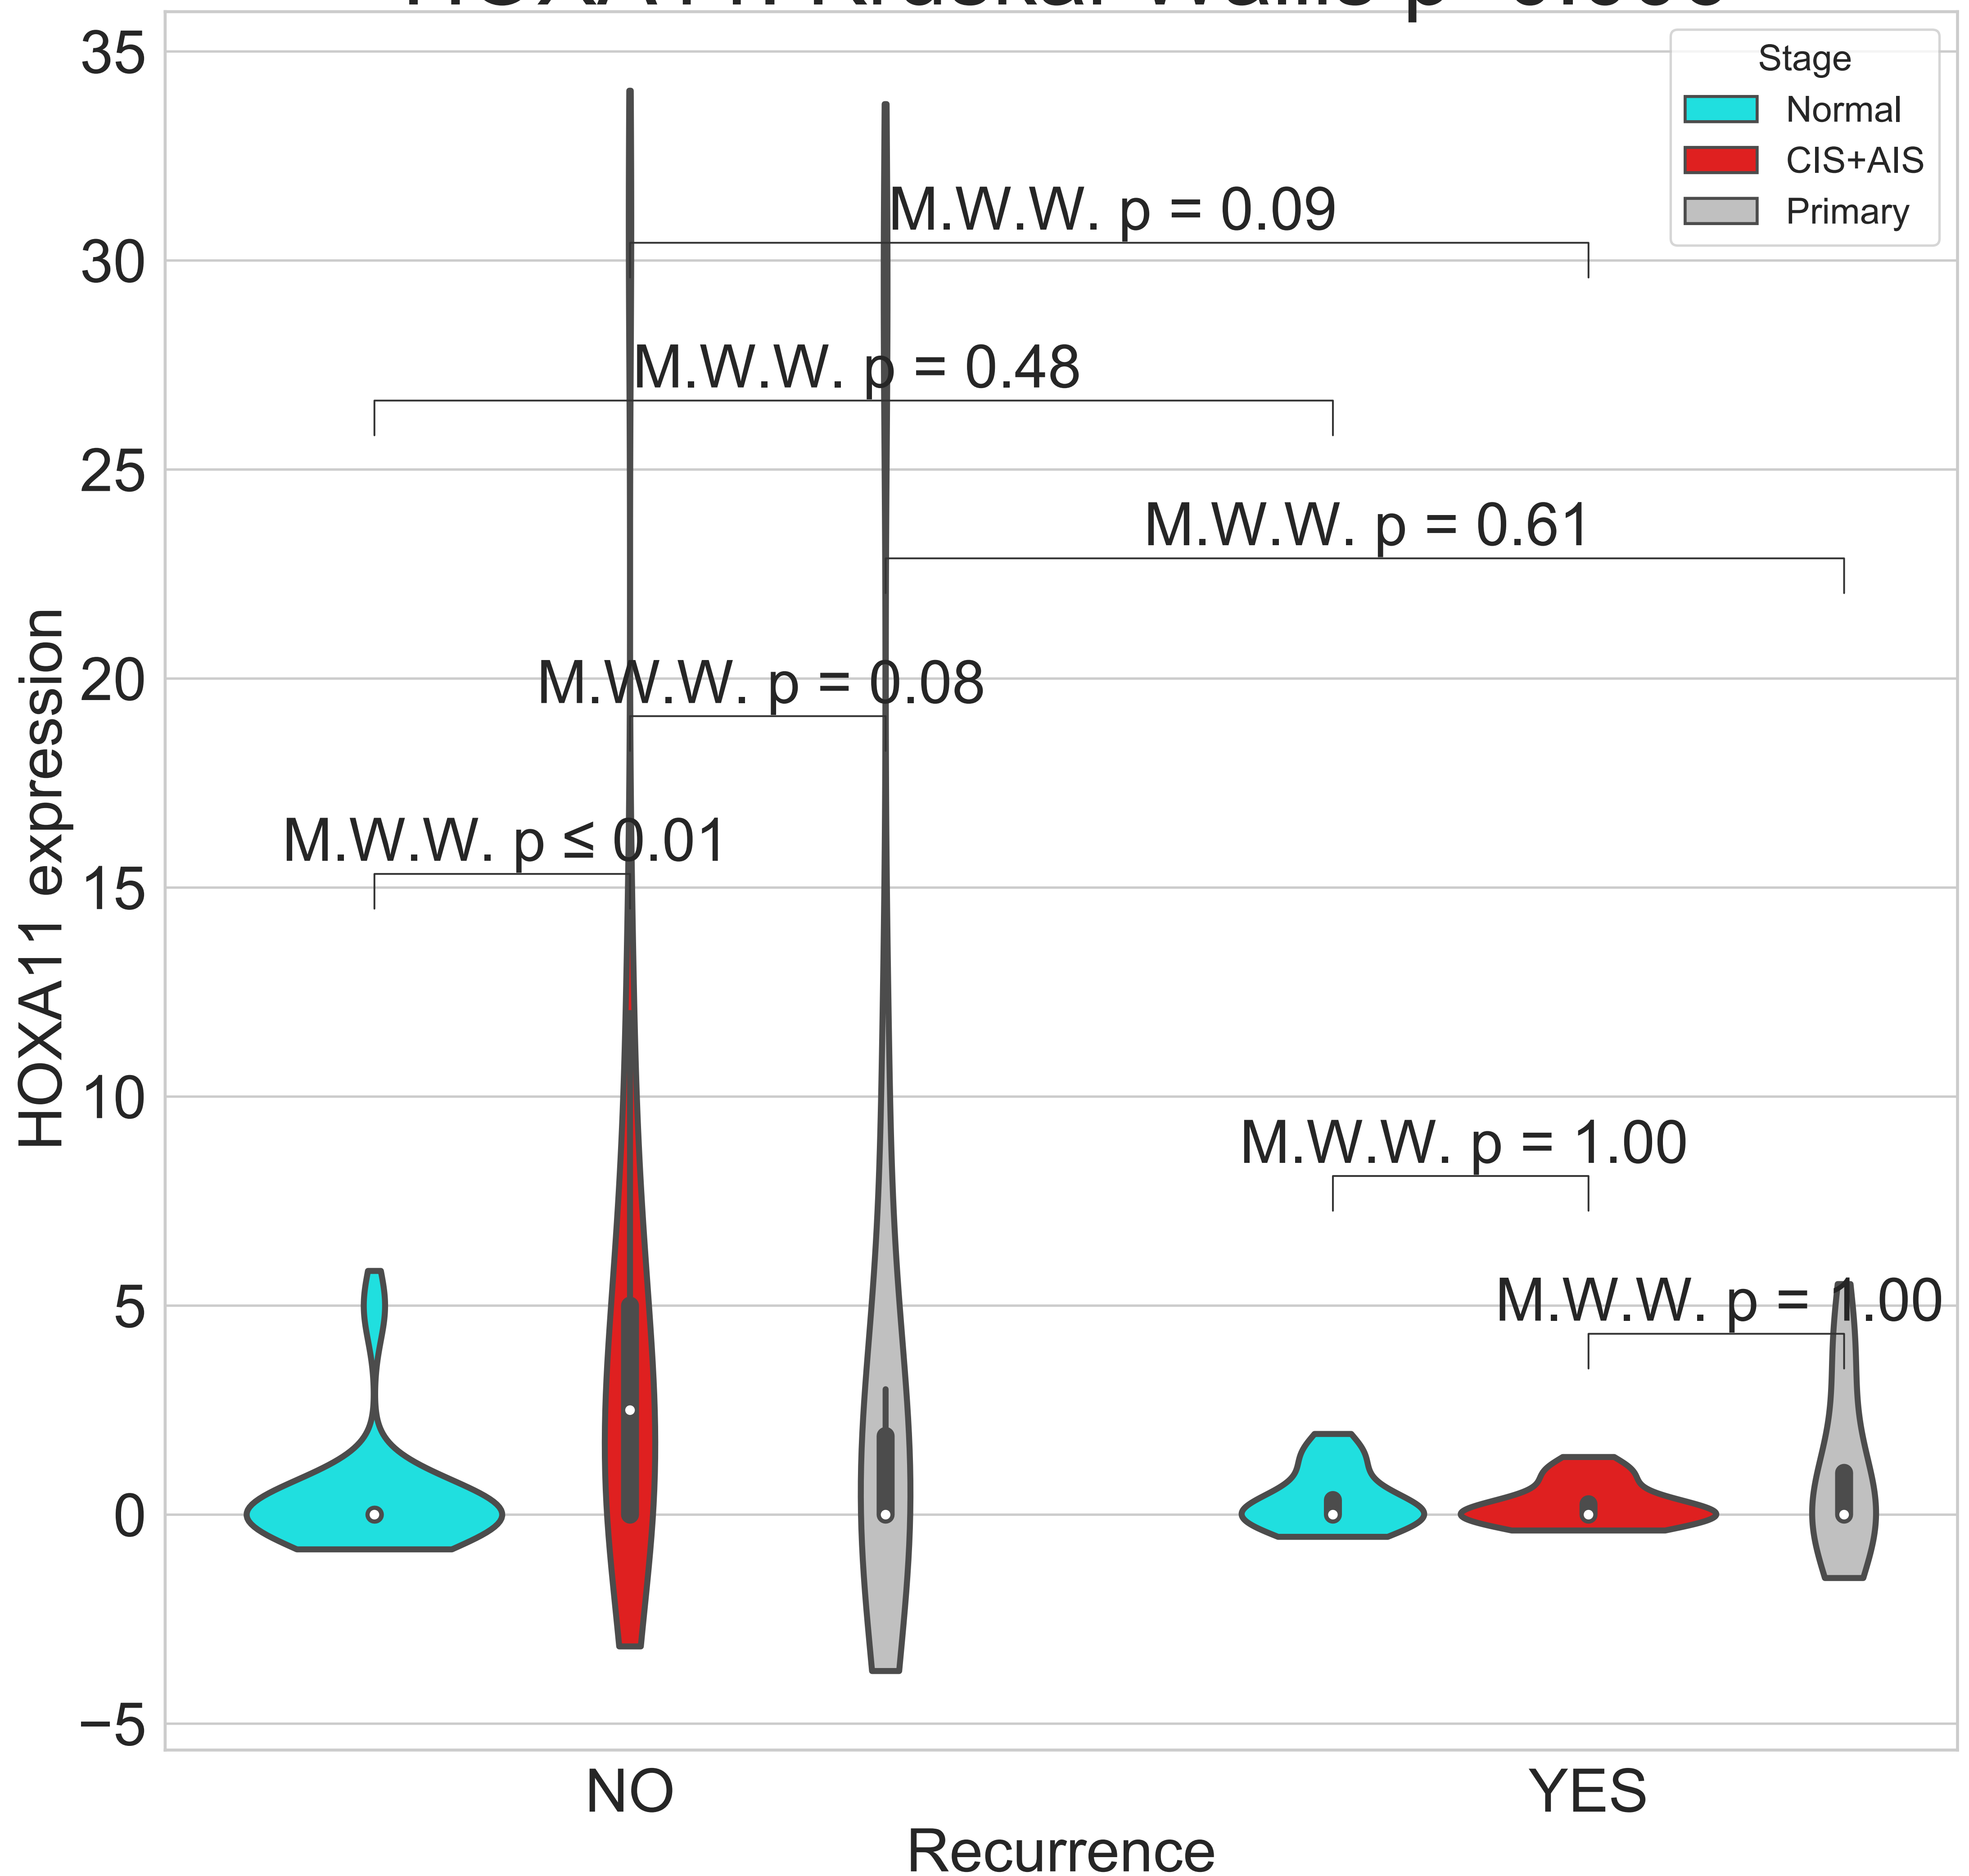 35
Stage
Normal
CIS+AIS
Primary
M.W.W. p = 0.09
30
M.W.W. p = 0.48
25
M.W.W. p = 0.61
20
M.W.W. p = 0.08
M.W.W. p ≤ 0.01
15
10
M.W.W. p = 1.00
5
M.W.W. p = 1.00
0
−5
HOXA11 expression
NO
YES
Recurrence